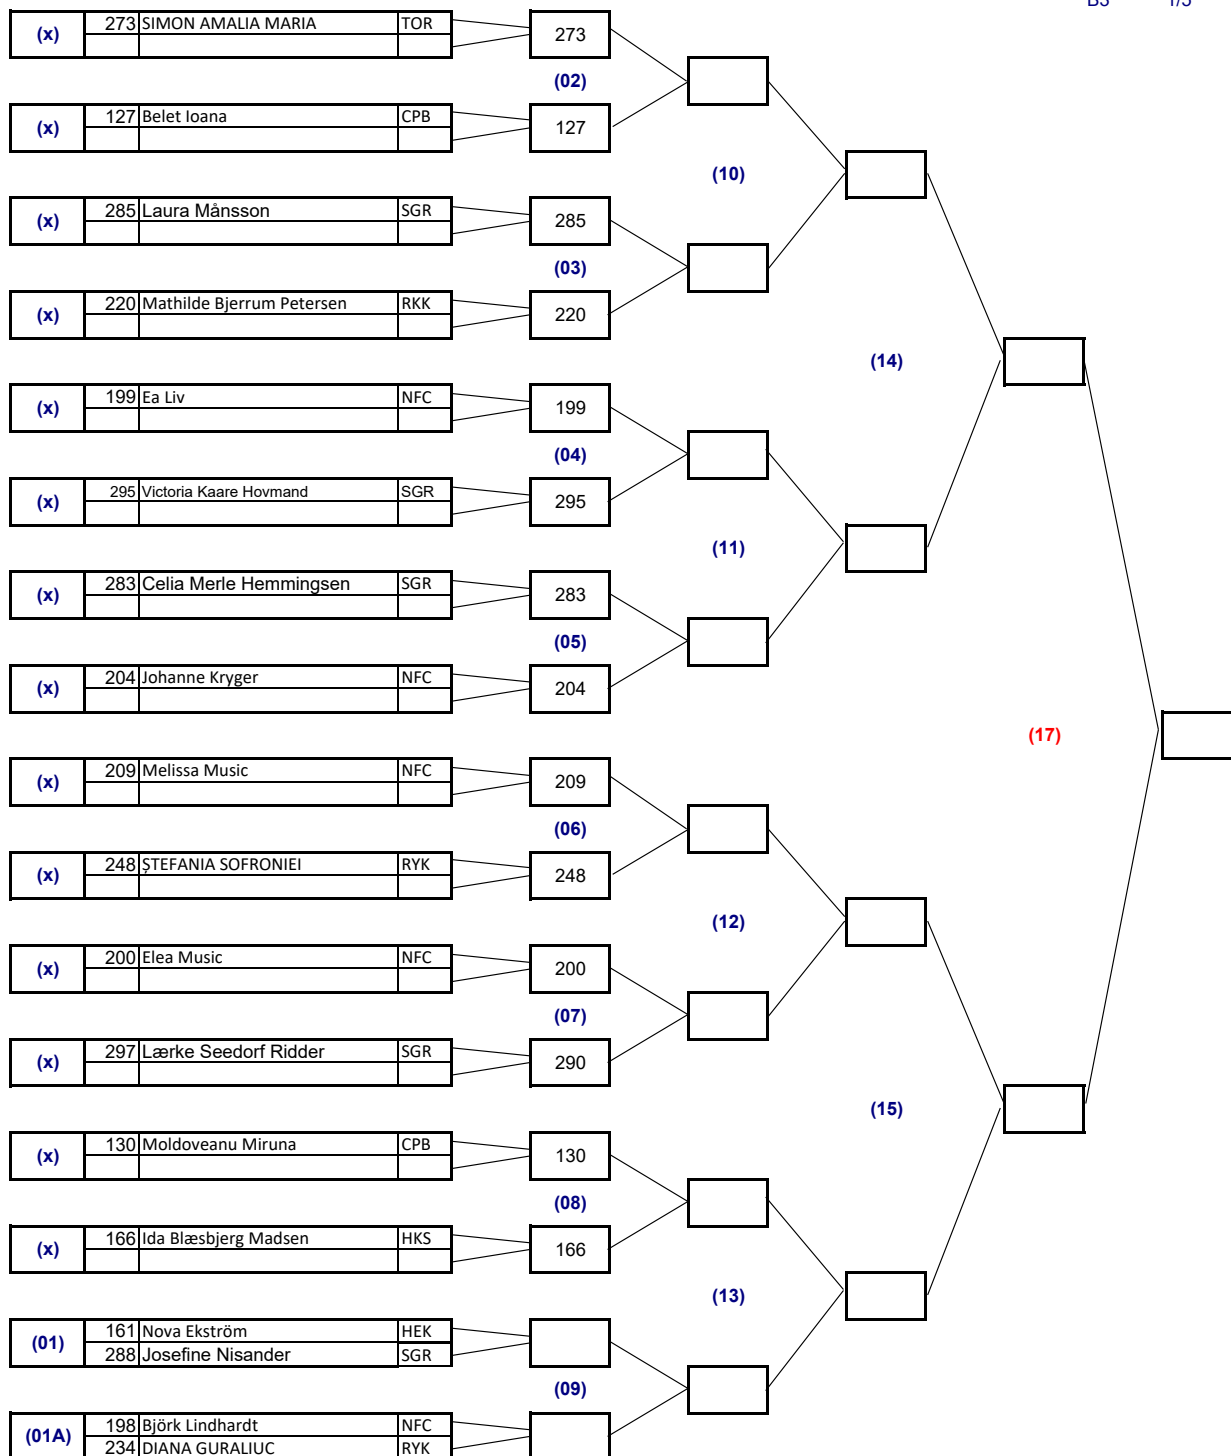 B3 1/3
(x) 273 SIMON AMALIA MARIA TOR 273
(02)
(x) 127 Belet Ioana CPB 127
(10)
(x) 285 Laura Månsson SGR 285
(03)
(x) 220 Mathilde Bjerrum Petersen RKK 220
(14)
(x) 199 Ea Liv NFC 199
(04)
(x) 295 Victoria Kaare Hovmand SGR 295
(11)
(x) 283 Celia Merle Hemmingsen SGR 283
(05)
(x) 204 Johanne Kryger NFC 204
(17)
(x) 209 Melissa Music NFC 209
(06)
(x) 248 ȘTEFANIA SOFRONIEI RYK 248
(12)
(x) 200 Elea Music NFC 200
(07)
(x) 297 Lærke Seedorf Ridder SGR 290
(15)
(x) 130 Moldoveanu Miruna CPB 130
(08)
(x) 166 Ida Blæsbjerg Madsen HKS 166
(13)
(01) 161 Nova Ekström HEK
288 Josefine Nisander SGR
(09)
(01A) 198 Björk Lindhardt NFC
234 DIANA GURALIUC RYK